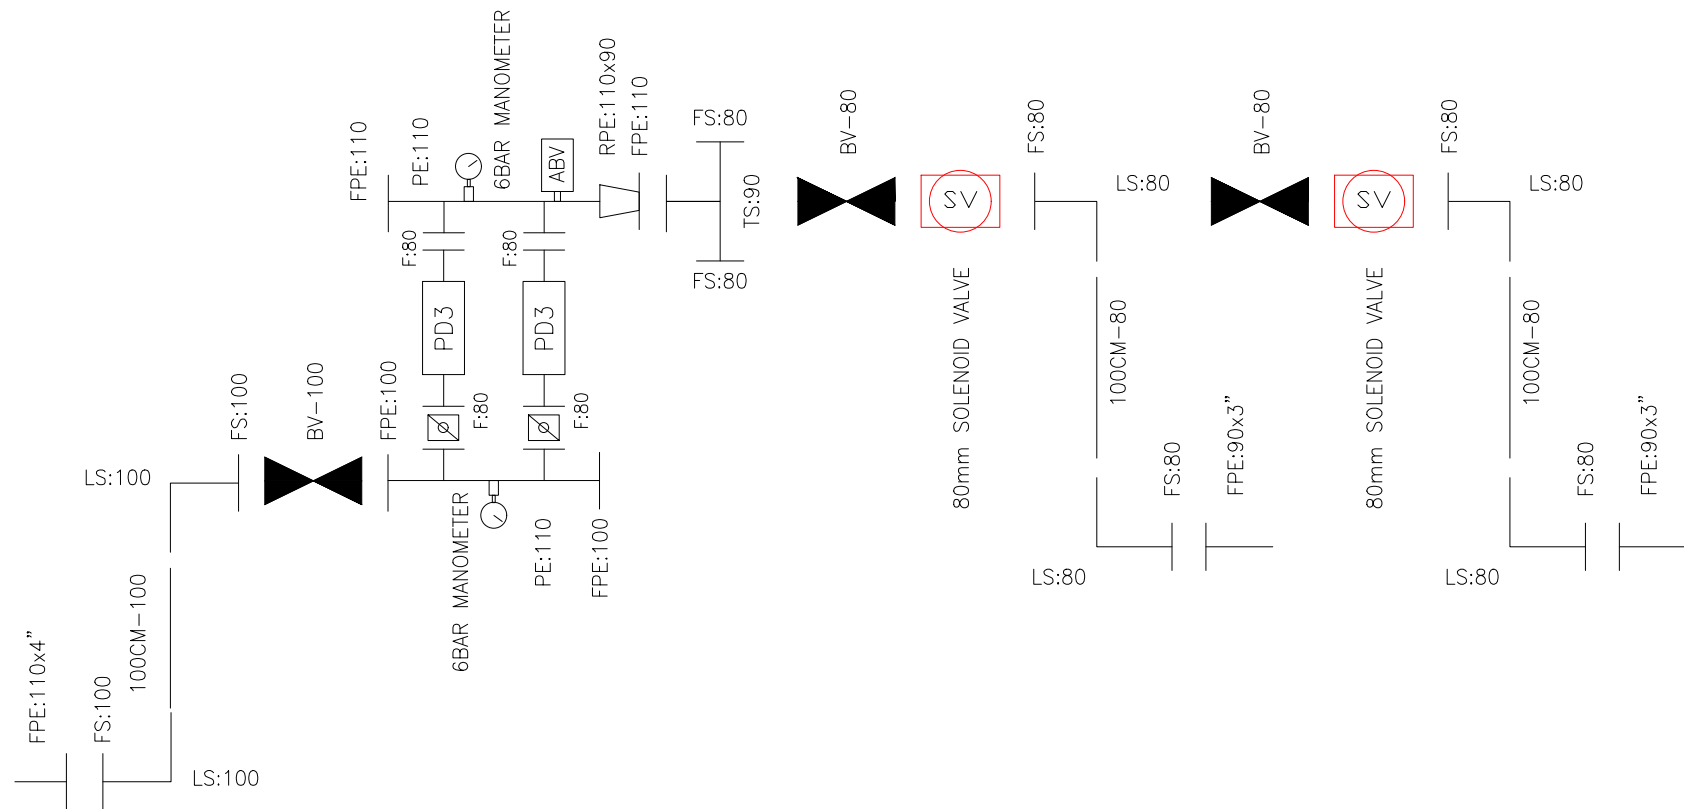 FPE:110x4"
FS:100
LS:100
100CM-100
LS:100
FS:100
BV-100
FPE:100
6BAR MANOMETER
PE:110
FPE:100
F:80
F:80
PD3
PD3
F:80
F:80
FPE:110
PE:110
6BAR MANOMETER
ABV
RPE:110x90
FPE:110
FS:80
TS:90
FS:80
BV-80
SV
80mm SOLENOID VALVE
FS:80
LS:80
100CM-80
LS:80
FS:80
FPE:90x3"
BV-80
SV
80mm SOLENOID VALVE
FS:80
LS:80
100CM-80
LS:80
FS:80
FPE:90x3"